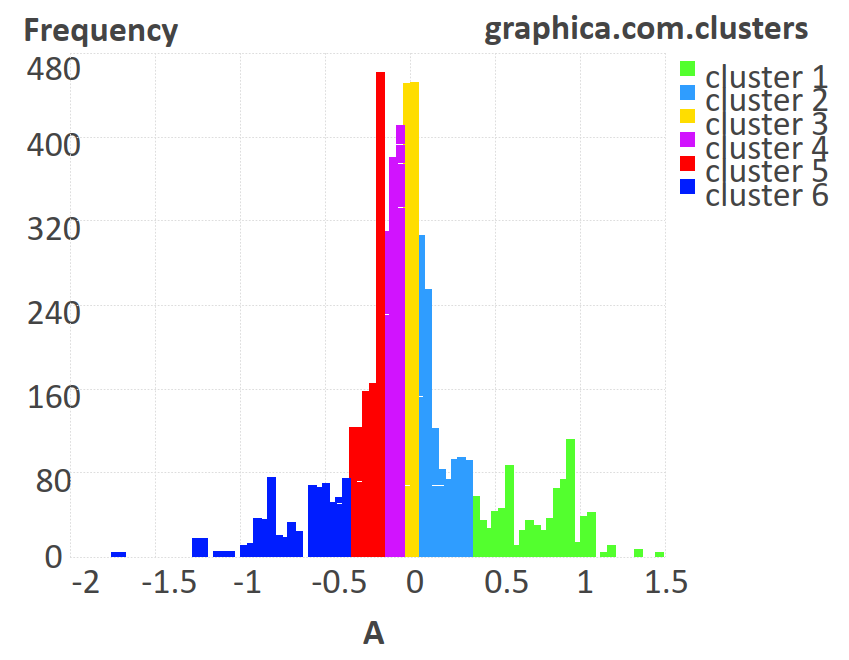 Frequency
graphica.com.clusters
480
400
320
240
160
80
0
-2 -1.5 -1 -0.5 0 0.5 1 1.5
A
cluster 1
cluster 2
cluster 3
cluster 4
cluster 5
cluster 6